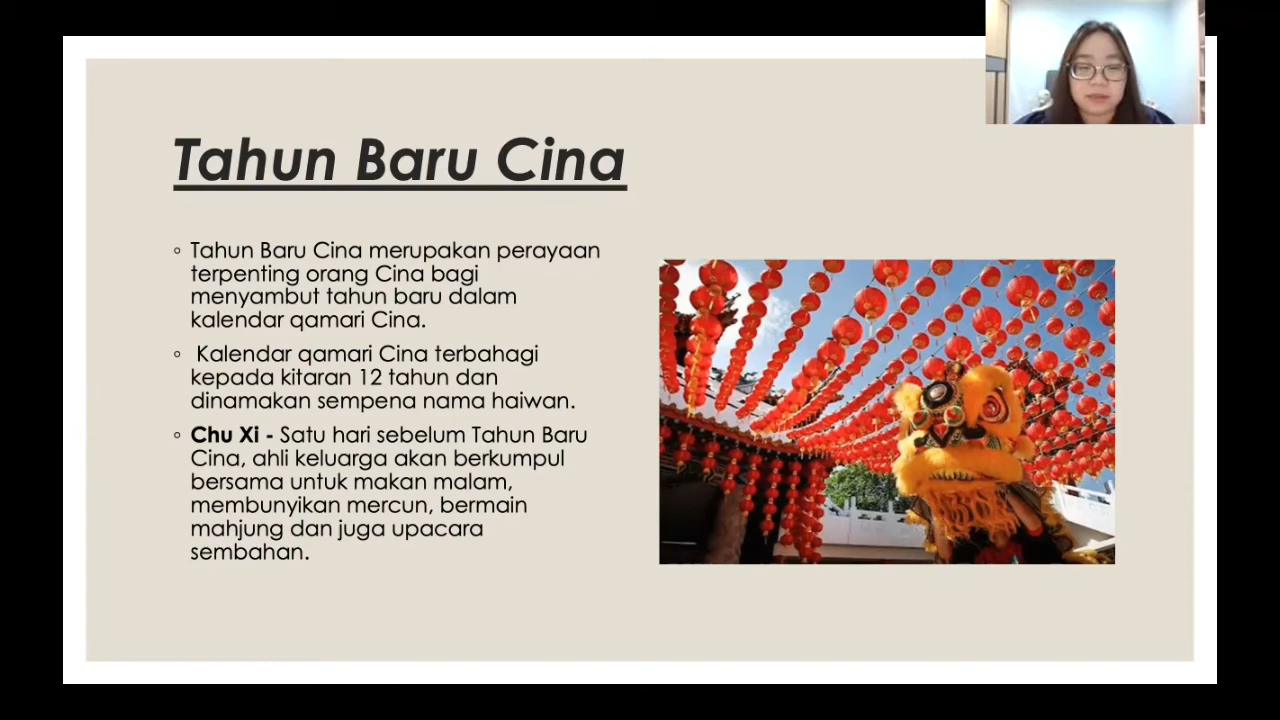 Tahun Baru Cina
◦ Tahun Baru Cina merupakan perayaan
terpenting orang Cina bagi
menyambut tahun baru dalam
kalendar qamari Cina.
◦ Kalendar qamari Cina terbahagi
kepada kitaran 12 tahun dan
dinamakan sempena nama haiwan.
◦ Chu Xi - Satu hari sebelum Tahun Baru
Cina, ahli keluarga akan berkumpul
bersama untuk makan malam,
membunyikan mercun, bermain
mahjung dan juga upacara
sembahan.